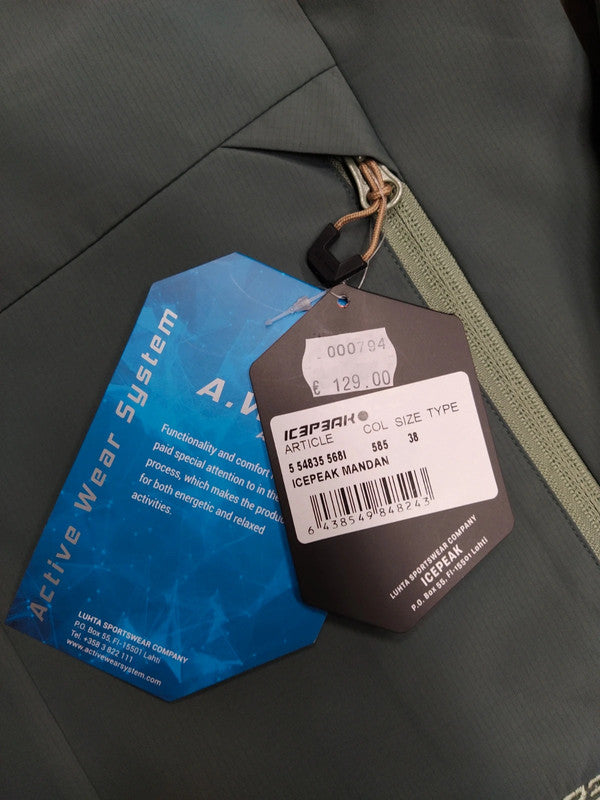 Active Wear System
A.W
Functionality and comfort
paid special attention to in the
process, which makes the
for both energetic and relaxed
activities.
LUHTA SPORTSWEAR COMPANY
P.O. Box 55, FI-15501 Lahti
Tel. +358 3 822 111
www.activewearsystem.com
000794
€ 129.00
ICEPEAK
ARTICLE COL SIZE TYPE
5 54835 568I 585 38
ICEPEAK MANDAN
6 438549 848243
LUHTA SPORTSWEAR COMPANY
ICEPEAK
P.O. Box 55, FI-15501 Lahti